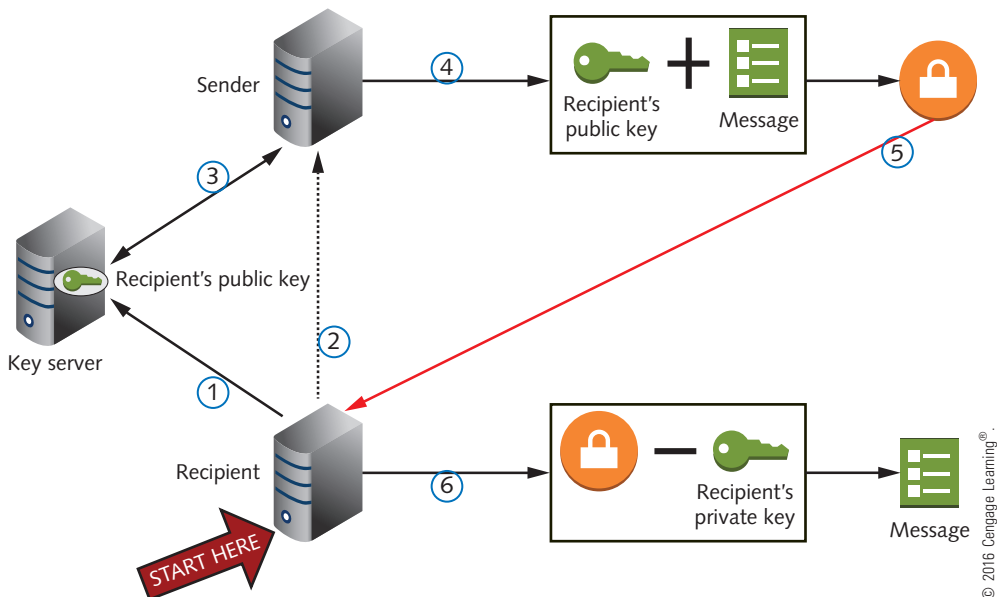 Sender
4
Recipient's
public key
Message
5
3
Recipient's public key
Key server
2
1
Recipient
START HERE
6
Recipient's
private key
Message
© 2016 Cengage Learning®.